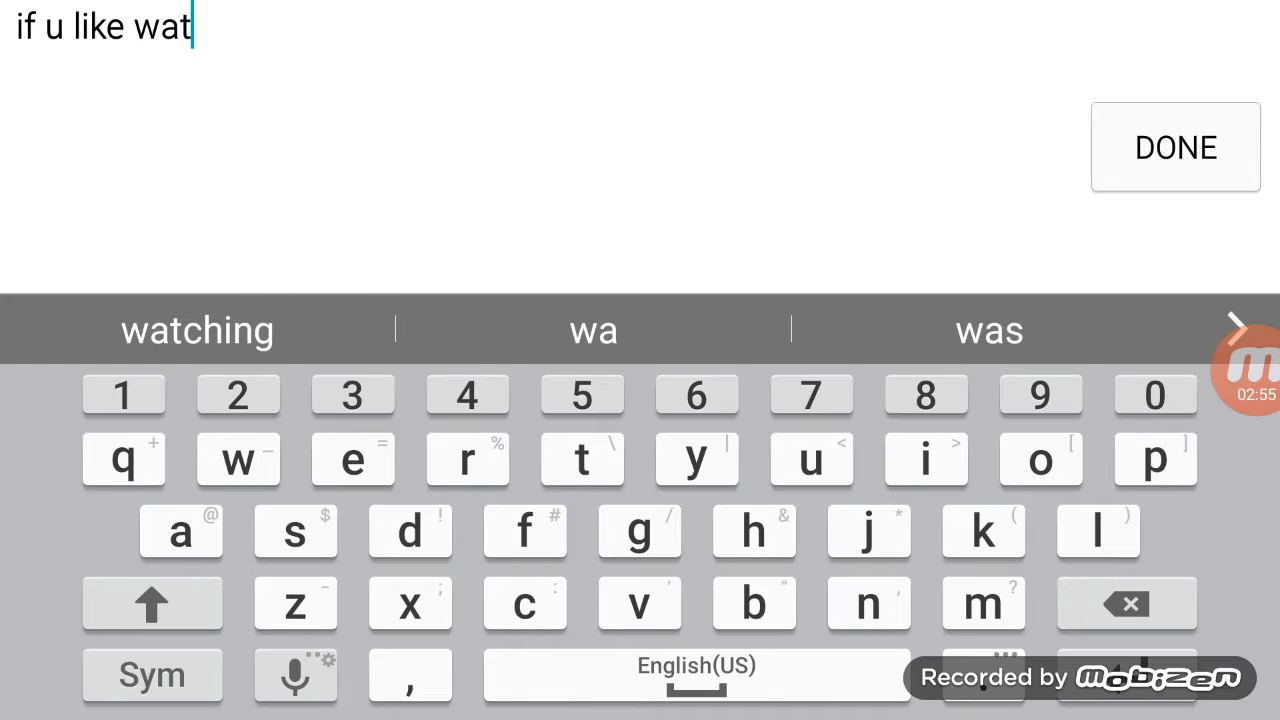 if u like wat
DONE
watching wa was
02:55
1 2 3 4 5 6 7 8 9 0
q + w _ e = r % t \ y | u < i > o [ p ]
a @ s $ d ! f # g / h & j * k ( l )
z - x ; c : v ' b " n , m ?
Sym , English(US) .
Recorded by mobizen